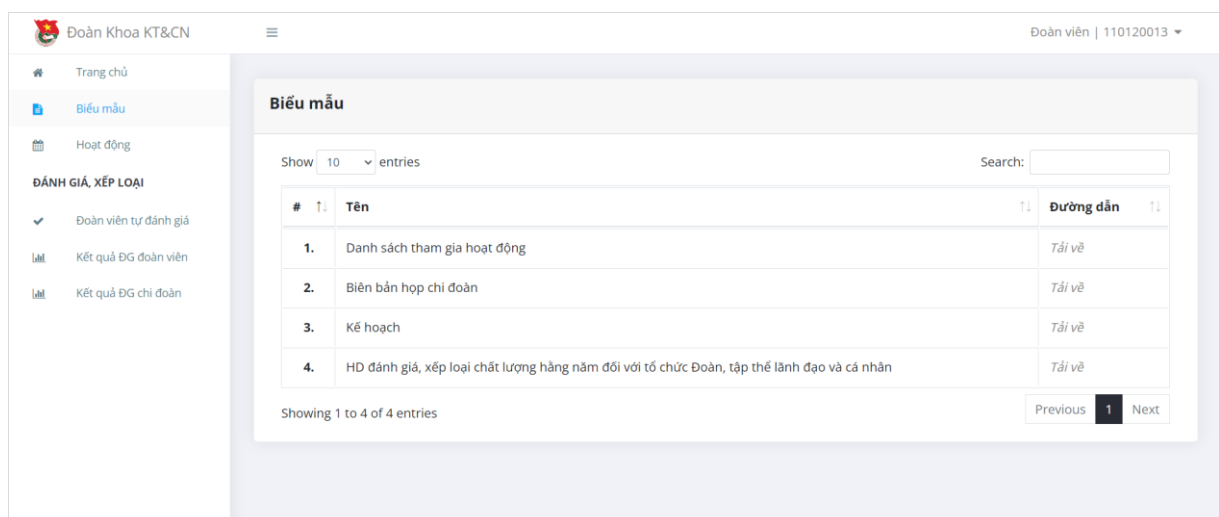 Đoàn Khoa KT&CN
Đoàn viên | 110120013
Trang chủ
Biểu mẫu
Hoạt động
ĐÁNH GIÁ, XẾP LOẠI
Đoàn viên tự đánh giá
Kết quả ĐG đoàn viên
Kết quả ĐG chi đoàn
Biểu mẫu
Show 10 entries Search:
# Tên Đường dẫn
1. Danh sách tham gia hoạt động Tải về
2. Biên bản họp chi đoàn Tải về
3. Kế hoạch Tải về
4. HD đánh giá, xếp loại chất lượng hằng năm đối với tổ chức Đoàn, tập thể lãnh đạo và cá nhân Tải về
Showing 1 to 4 of 4 entries Previous 1 Next